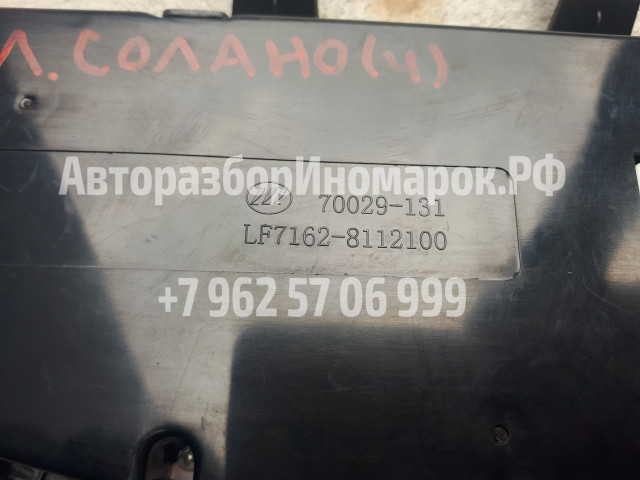 Л. СОЛАНО(Ч)
АвторазборИномарок.РФ
70029-131
LF7162-8112100
+7 962 57 06 999